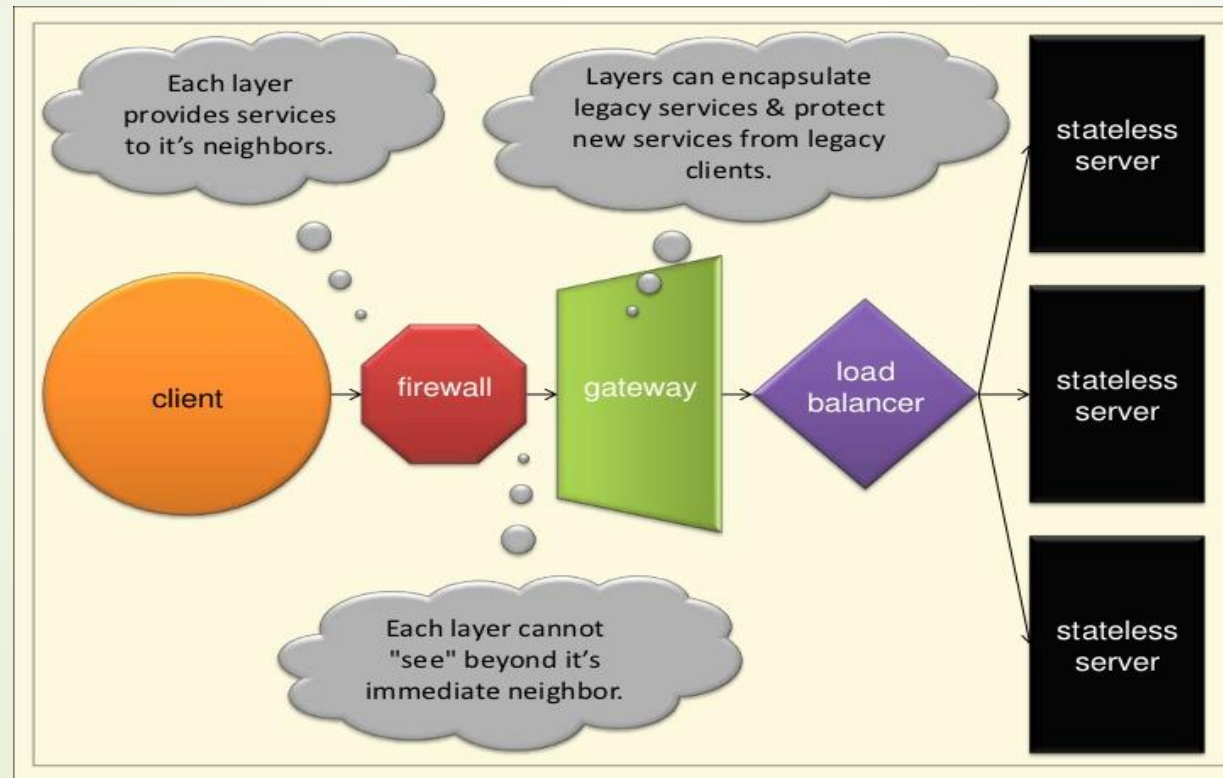 Each layer
provides services
to it’s neighbors.
Layers can encapsulate
legacy services & protect
new services from legacy
clients.
stateless
server
client
firewall
gateway
load
balancer
stateless
server
Each layer cannot
"see" beyond it’s
immediate neighbor.
stateless
server